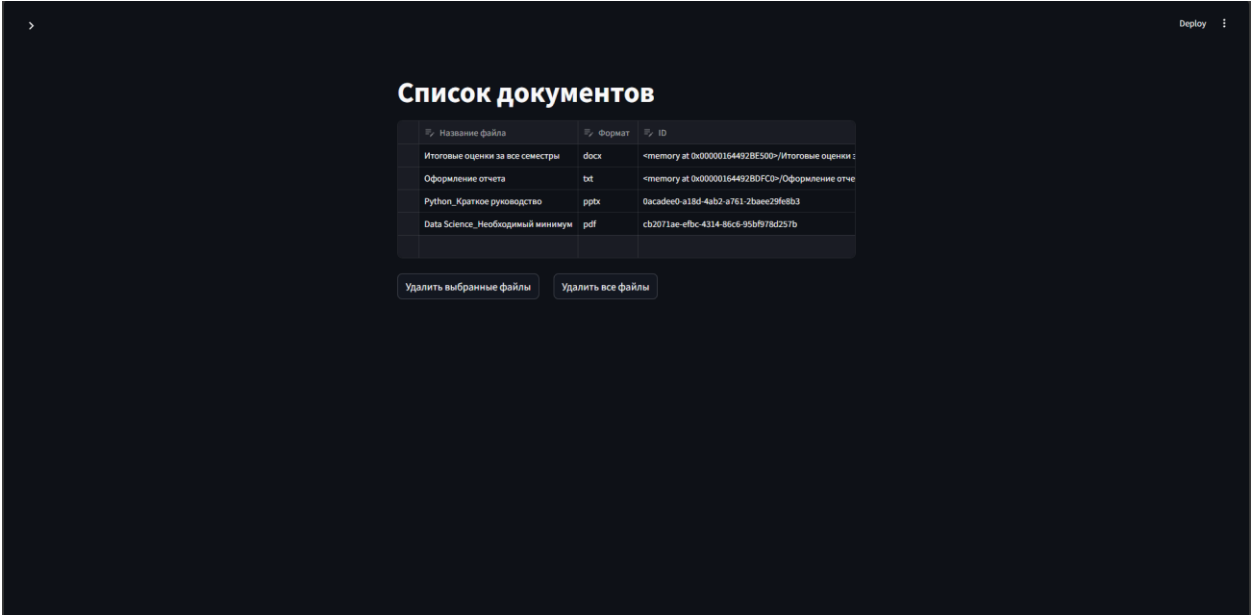 Deploy
Список документов
Название файла Формат ID
Итоговые оценки за все семестры docx <memory at 0x00000164492BE500>/Итоговые оценки з
Оформление отчета txt <memory at 0x00000164492BDFC0>/Оформление отче
Python_Краткое руководство pptx 0acadee0-a18d-4ab2-a761-2baee29fe8b3
Data Science_Необходимый минимум pdf cb2071ae-efbc-4314-86c6-95bf978d257b
Удалить выбранные файлы Удалить все файлы